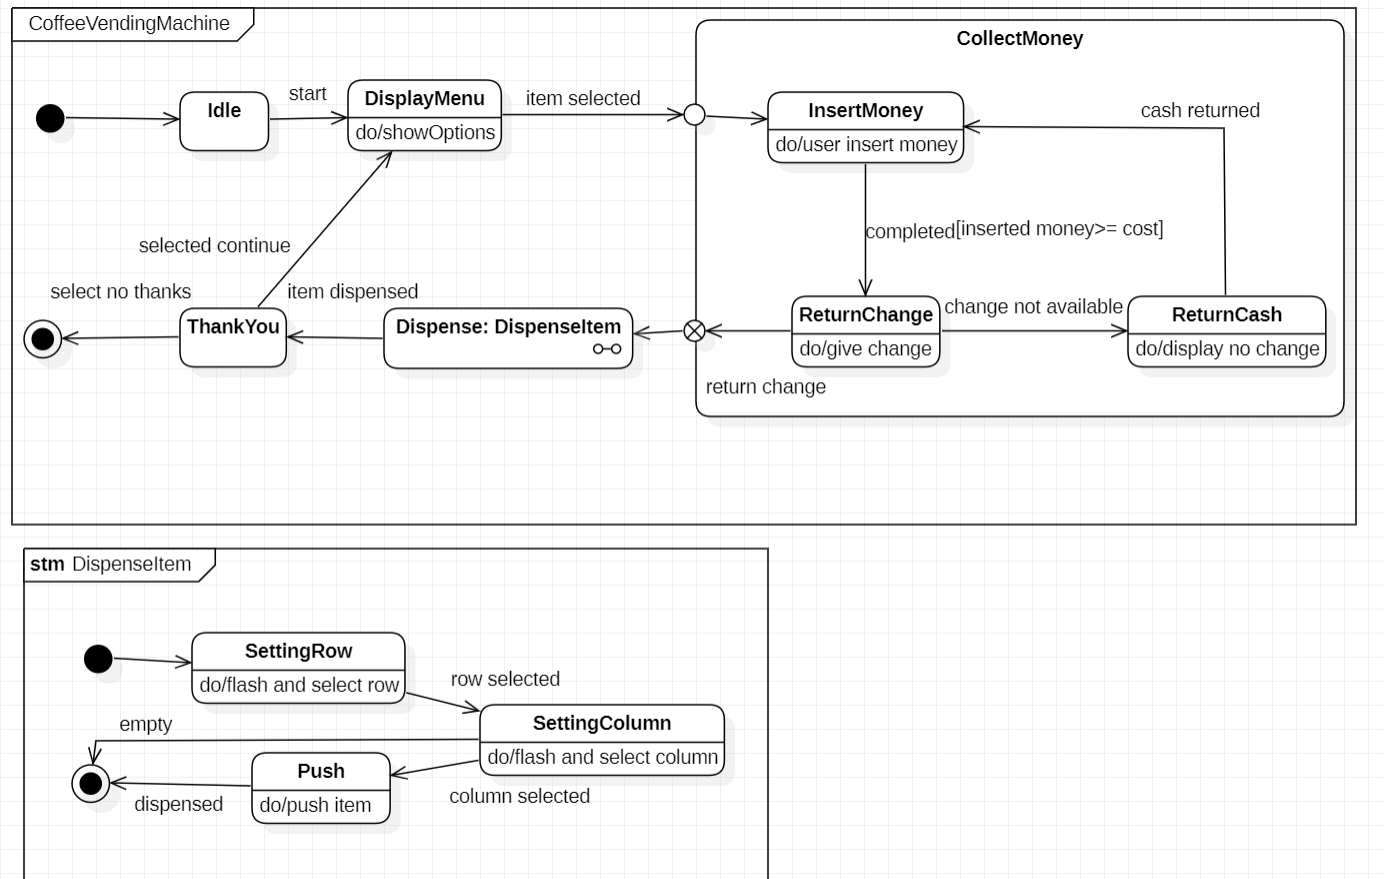 CoffeeVendingMachine
CollectMoney
Idle
start
DisplayMenu
do/showOptions
item selected
InsertMoney
do/user insert money
cash returned
selected continue
completed[inserted money>= cost]
select no thanks
item dispensed
ThankYou
Dispense: DispenseItem
ReturnChange
do/give change
change not available
ReturnCash
do/display no change
return change
stm DispenseItem
SettingRow
do/flash and select row
row selected
SettingColumn
do/flash and select column
empty
Push
do/push item
dispensed
column selected